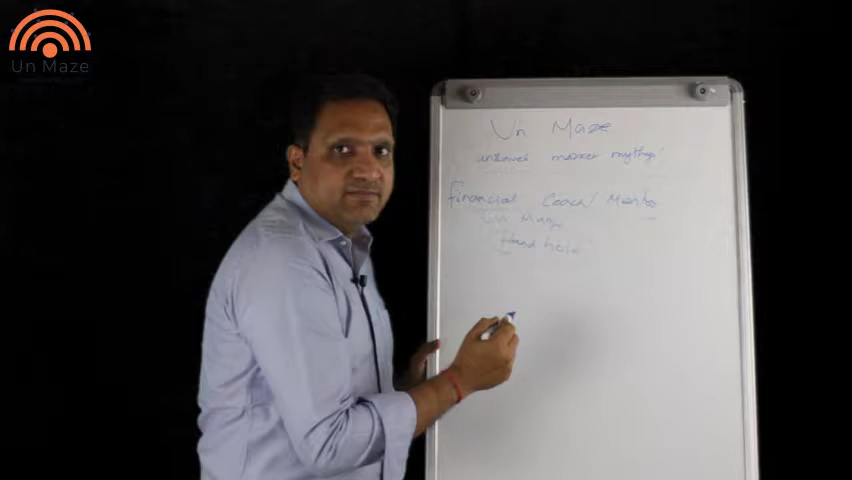 Un Maze
Un Maze
unravel market myths!
Financial Coach/ Mentor
Un Maze
"Hand hold"